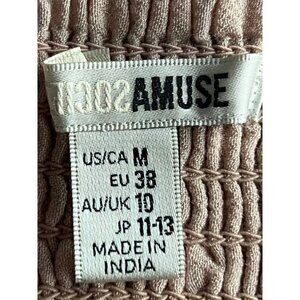 AMUSE
US/CA M
EU 38
AU/UK 10
JP 11-13
MADE IN
INDIA